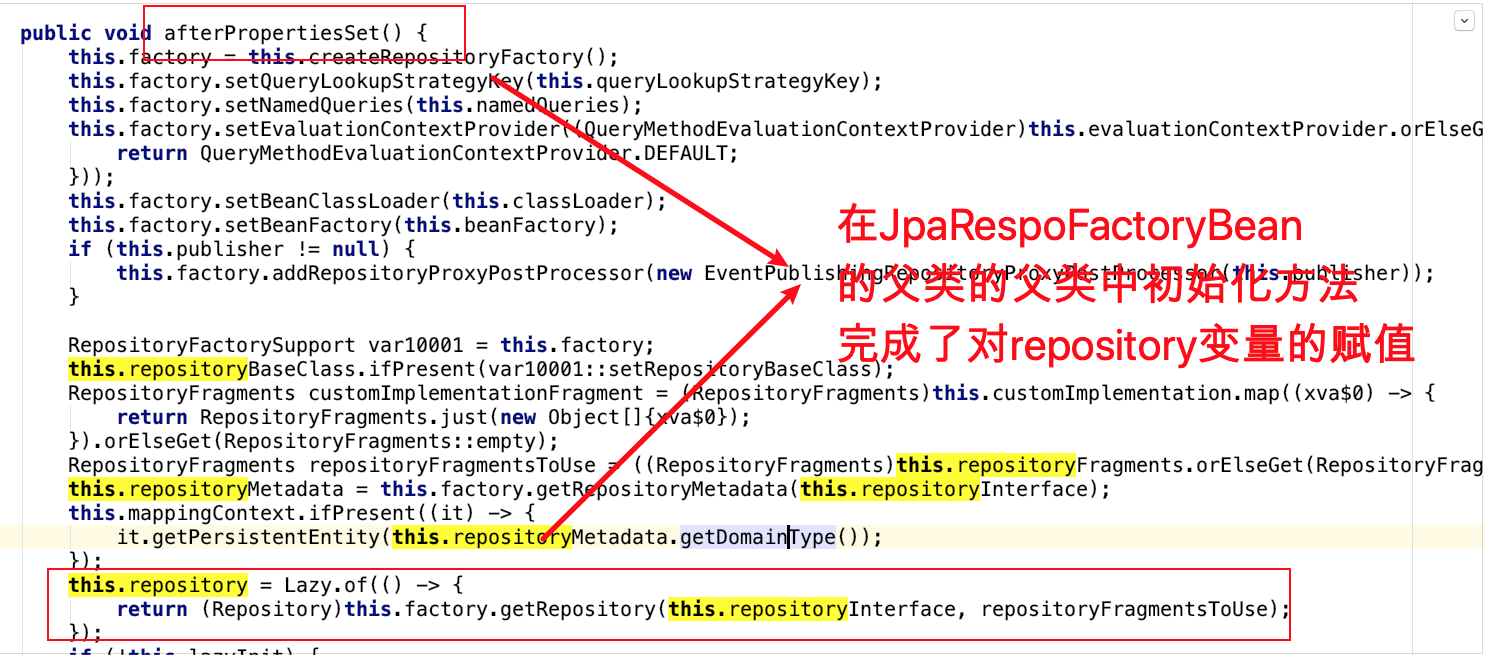 public void afterPropertiesSet() {
this.factory = this.createRepositoryFactory();
this.factory.setQueryLookupStrategyKey(this.queryLookupStrategyKey);
this.factory.setNamedQueries(this.namedQueries);
this.factory.setEvaluationContextProvider((QueryMethodEvaluationContextProvider)this.evaluationContextProvider.orElseG
return QueryMethodEvaluationContextProvider.DEFAULT;
}));
this.factory.setBeanClassLoader(this.classLoader);
this.factory.setBeanFactory(this.beanFactory);
if (this.publisher != null) {
this.factory.addRepositoryProxyPostProcessor(new EventPublishingRepositoryProxyPostProcessor(this.publisher));
}
在JpaRespoFactoryBean
的父类的父类中初始化方法
完成了对repository变量的赋值
RepositoryFactorySupport var10001 = this.factory;
this.repositoryBaseClass.ifPresent(var10001::setRepositoryBaseClass);
RepositoryFragments customImplementationFragment = (RepositoryFragments)this.customImplementation.map((xva$0) -> {
return RepositoryFragments.just(new Object[]{xva$0});
}).orElseGet(RepositoryFragments::empty);
RepositoryFragments repositoryFragmentsToUse = ((RepositoryFragments)this.repositoryFragments.orElseGet(RepositoryFrag
this.repositoryMetadata = this.factory.getRepositoryMetadata(this.repositoryInterface);
this.mappingContext.ifPresent((it) -> {
it.getPersistentEntity(this.repositoryMetadata.getDomainType());
});
this.repository = Lazy.of(() -> {
return (Repository)this.factory.getRepository(this.repositoryInterface, repositoryFragmentsToUse);
});
if (!this.lazyInit) {